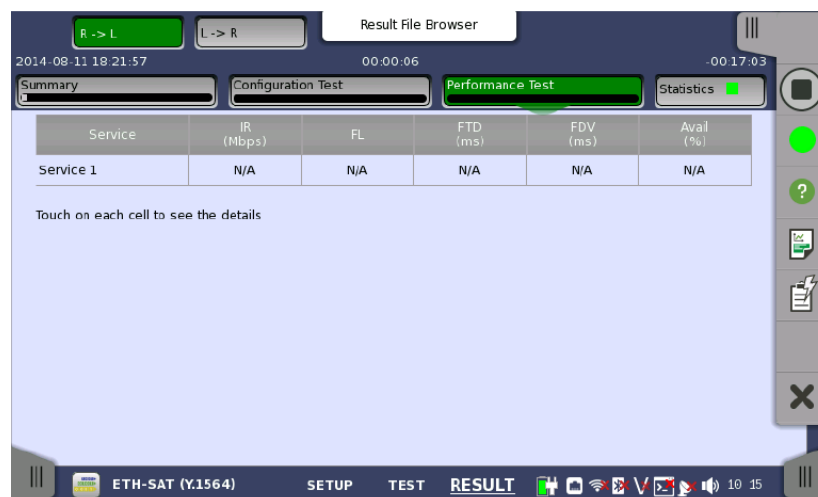 R -> L
L -> R
Result File Browser
2014-08-11 18:21:57
00:00:06
-00:17:03
Summary
Configuration Test
Performance Test
Statistics
Service
IR (Mbps)
FL
FTD (ms)
FDV (ms)
Avail (%)
Service 1
N/A
N/A
N/A
N/A
N/A
Touch on each cell to see the details
ETH-SAT (Y.1564)
SETUP
TEST
RESULT
10 15